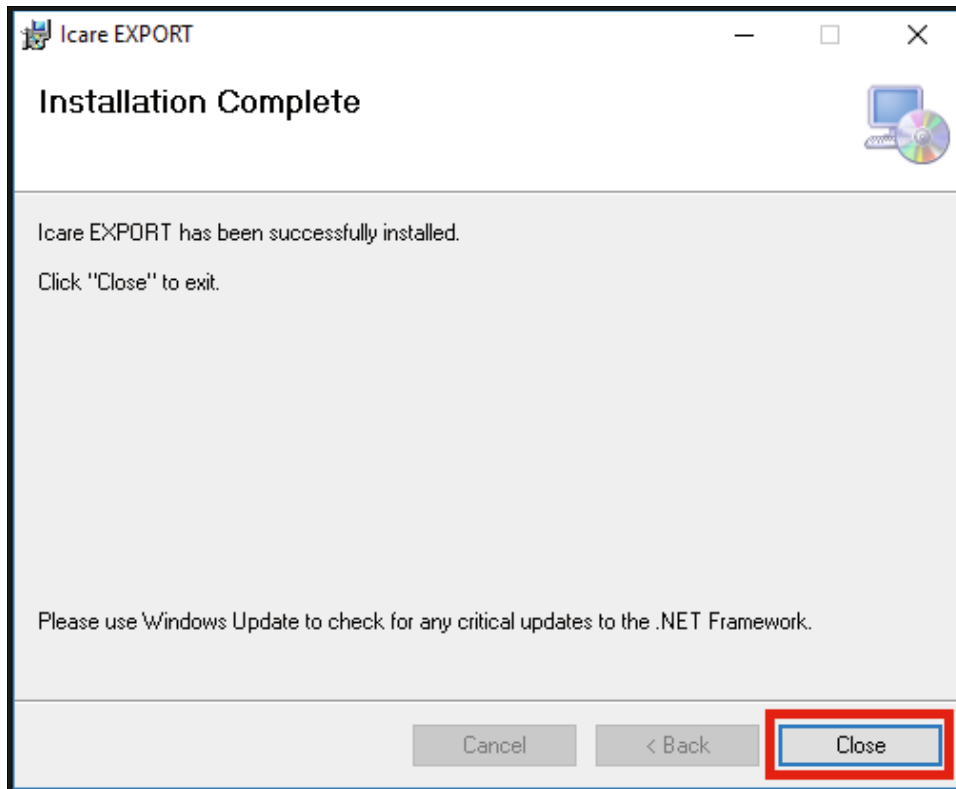 Icare EXPORT
Installation Complete
Icare EXPORT has been successfully installed.
Click "Close" to exit.
Please use Windows Update to check for any critical updates to the .NET Framework.
Cancel
< Back
Close